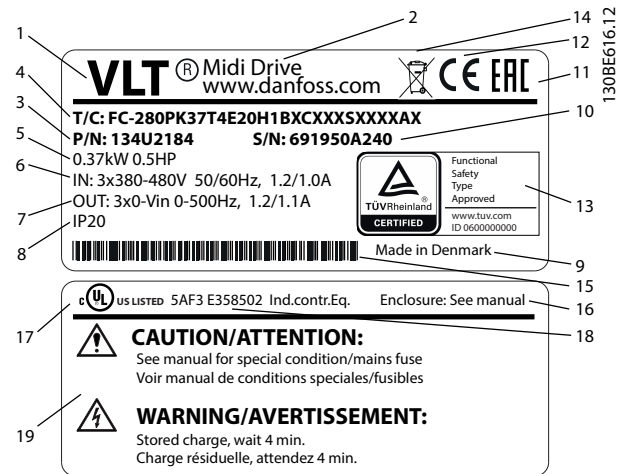 1
2
14
12
11
4
3
5
6
7
8
10
13
9
15
16
17
18
19
130BE616.12
VLT ® Midi Drive
www.danfoss.com
CE EAC
T/C: FC-280PK37T4E20H1BXCXXXSXXXXAX
P/N: 134U2184 S/N: 691950A240
0.37kW 0.5HP
IN: 3x380-480V 50/60Hz, 1.2/1.0A
OUT: 3x0-Vin 0-500Hz, 1.2/1.1A
IP20
TÜVRheinland ®
CERTIFIED
Functional
Safety
Type
Approved
www.tuv.com
ID 0600000000
Made in Denmark
c UL US LISTED 5AF3 E358502 Ind.contr.Eq. Enclosure: See manual
CAUTION/ATTENTION:
See manual for special condition/mains fuse
Voir manual de conditions speciales/fusibles
WARNING/AVERTISSEMENT:
Stored charge, wait 4 min.
Charge résiduelle, attendez 4 min.